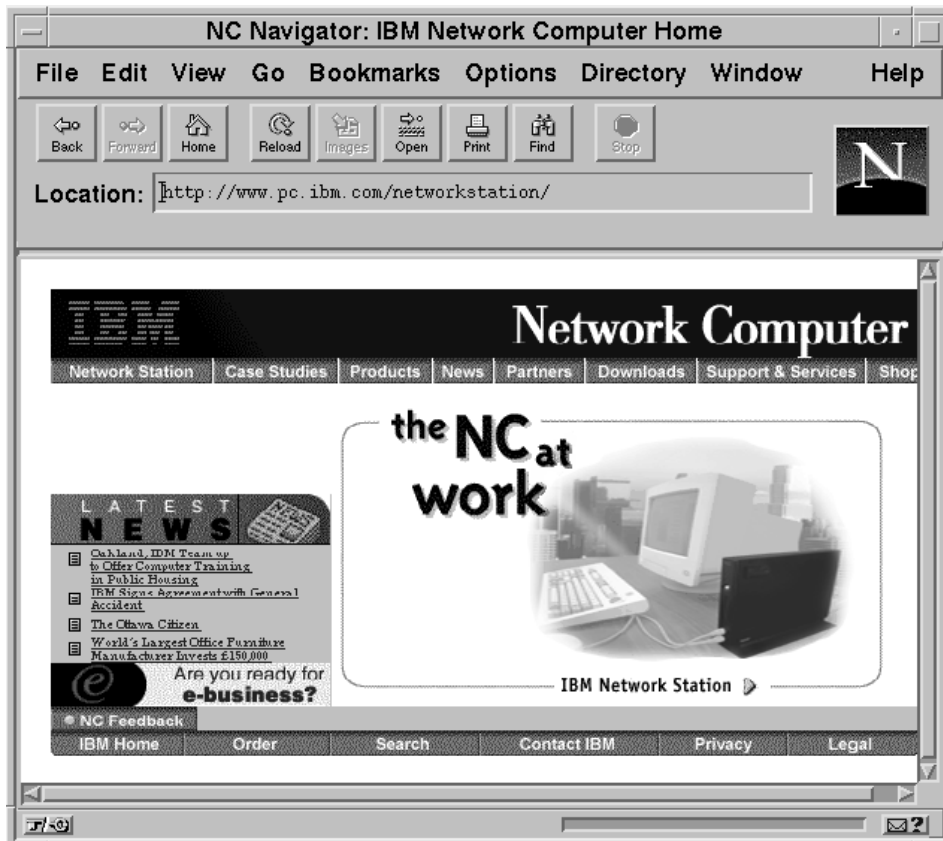 NC Navigator: IBM Network Computer Home
File Edit View Go Bookmarks Options Directory Window Help
Back Forward Home Reload Images Open Print Find Stop
Location: http://www.pc.ibm.com/networkstation/
N
IBM Network Computer
Network Station Case Studies Products News Partners Downloads Support & Services Shop
the NC at
work
LATEST
NEWS
NEWS
Oakland, IBM Team up
to Offer Computer Training
in Public Housing
IBM Signs Agreement with General
Accident
The Ottawa Citizen
World's Largest Office Furniture
Manufacturer Invests £150,000
e
Are you ready for
e-business?
IBM Network Station
NC Feedback
IBM Home Order Search Contact IBM Privacy Legal
?